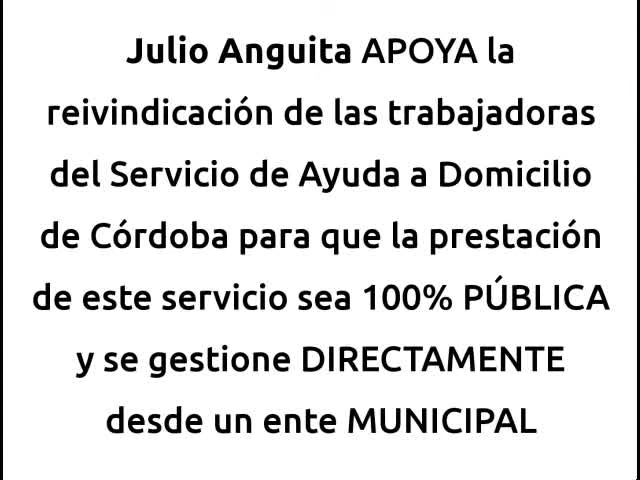 Julio Anguita APOYA la
reivindicación de las trabajadoras
del Servicio de Ayuda a Domicilio
de Córdoba para que la prestación
de este servicio sea 100% PÚBLICA
y se gestione DIRECTAMENTE
desde un ente MUNICIPAL